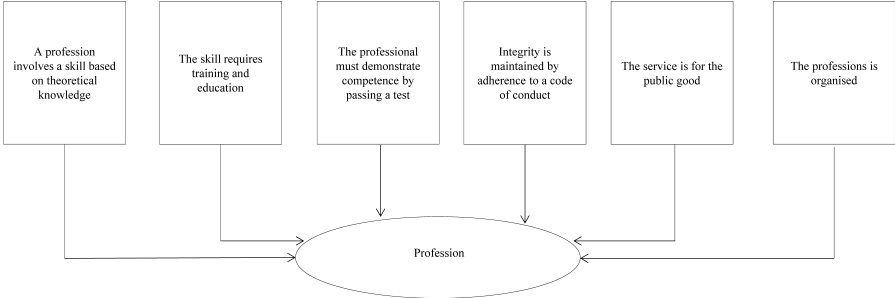 A profession
involves a skill based
on theoretical
knowledge
The skill requires
training and
education
The professional
must demonstrate
competence by
passing a test
Integrity is
maintained by
adherence to a code
of conduct
The service is for the
public good
The professions is
organised
Profession